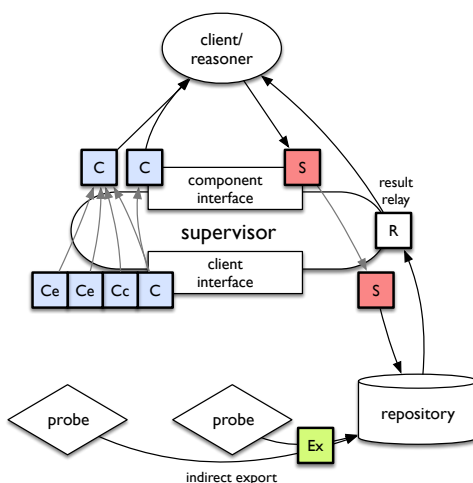 client/
reasoner
C
C
S
component
interface
result
relay
R
supervisor
client
interface
Ce
Ce
Cc
C
S
repository
probe
probe
Ex
indirect export